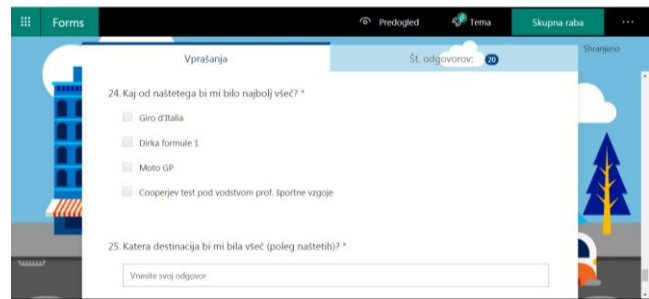 Forms
Predogled
Tema
Skupna raba
Vprašanja
Št. odgovorov: 20
Shranjeno
24. Kaj od naštetega bi mi bilo najbolj všeč? *
Giro d'Italia
Dirka formule 1
Moto GP
Cooperjev test pod vodstvom prof. športne vzgoje
25. Katera destinacija bi mi bila všeč (poleg naštetih)? *
Vnesite svoj odgovor